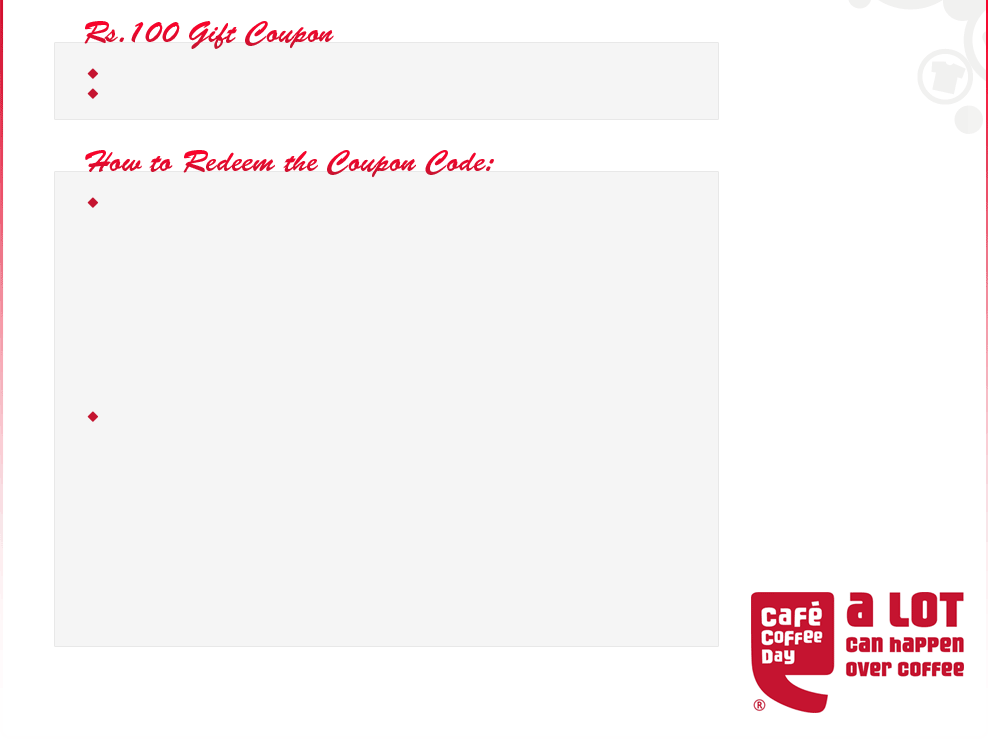 Rs.100 Gift Coupon
How to Redeem the Coupon Code:
Café
Coffee
Day
®
a LOT
can happen
over coffee